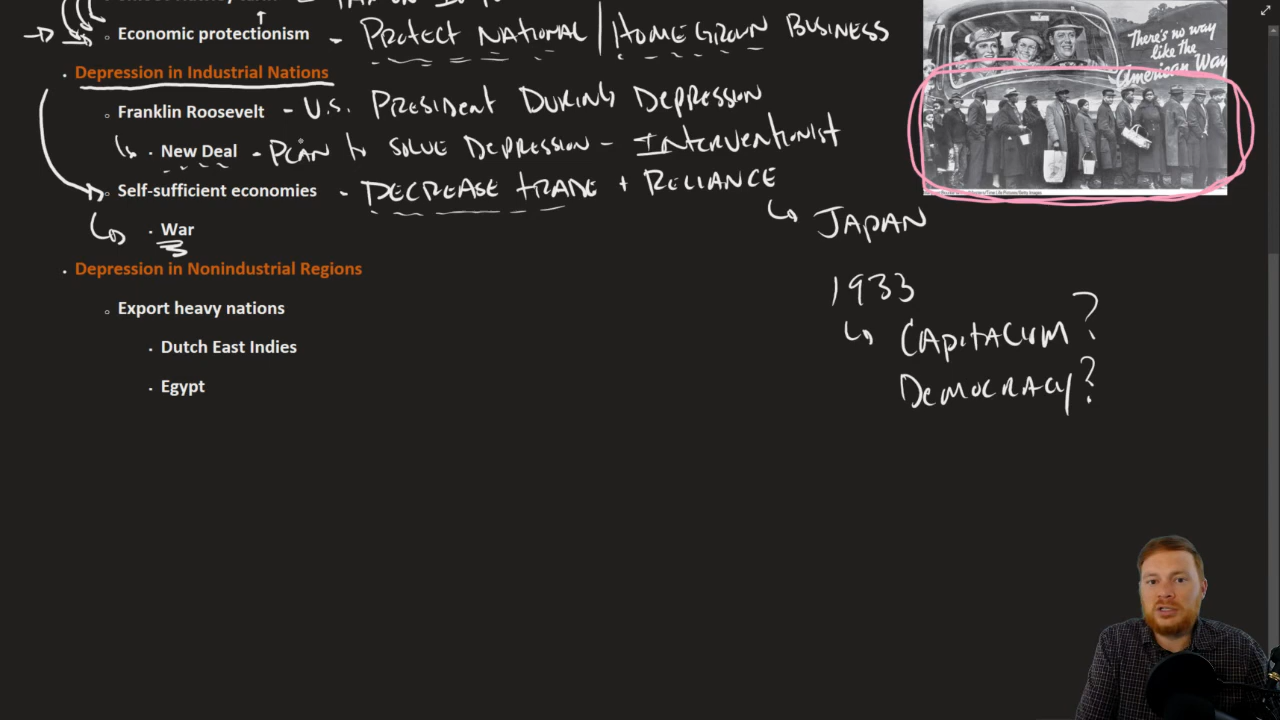 Economic protectionism - PROTECT NATIONAL / HOMEGROWN BUSINESS
Depression in Industrial Nations
Franklin Roosevelt - U.S. PRESIDENT DURING DEPRESSION
New Deal - PLAN to SOLVE DEPRESSION - INTERVENTIONIST
Self-sufficient economies - DECREASE TRADE + RELIANCE
War
Depression in Nonindustrial Regions
Export heavy nations
Dutch East Indies
Egypt
There's no way
like the
American Way
JAPAN
1933
CAPITALISM?
DEMOCRACY?